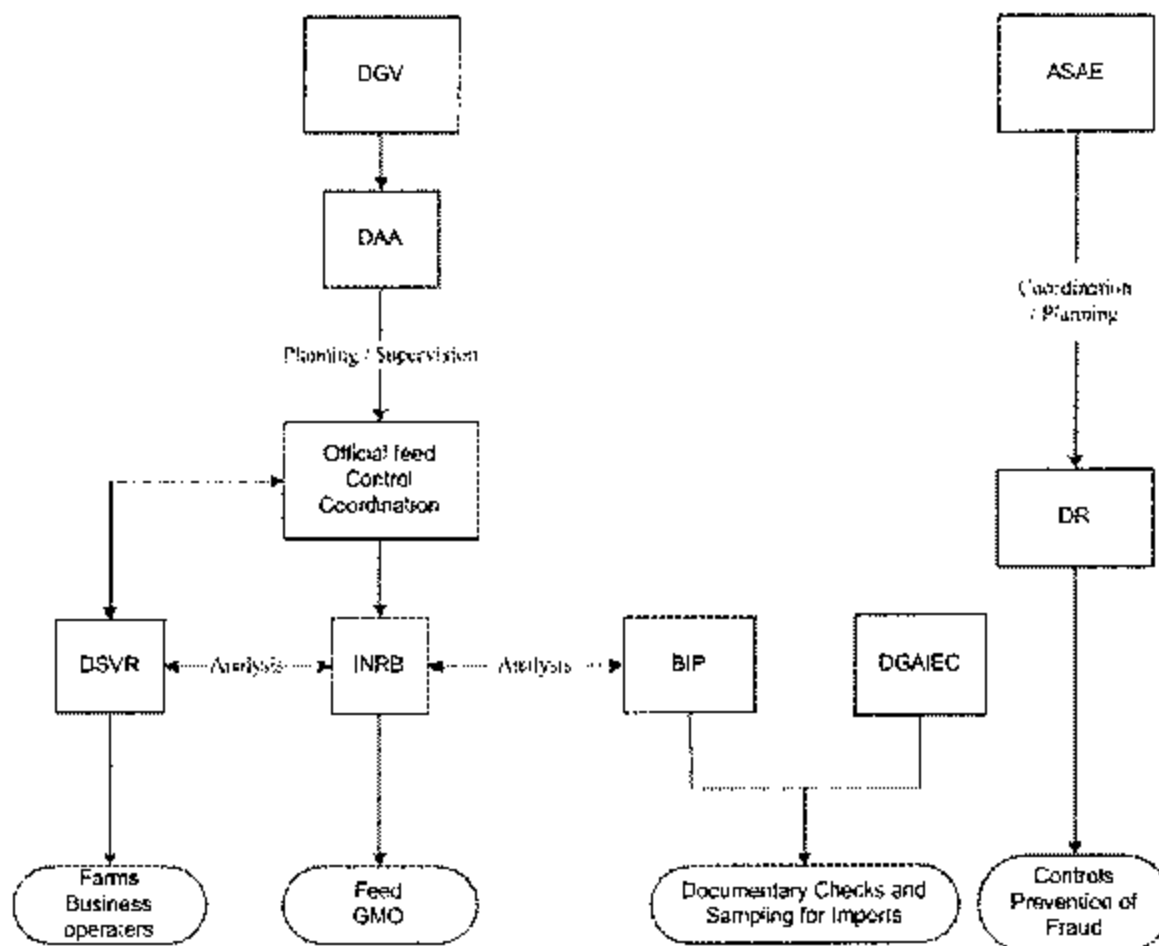 DGV
ASAE
DAA
Coordination
/ Planning
Planning / Supervision
Official feed
Control
Coordination
DR
DSVR
Analysis
INRB
Analysis
BIP
DGAIEC
Farms
Business
operaters
Feed
GMO
Documentary Checks and
Sampling for Imports
Controls
Prevention of
Fraud